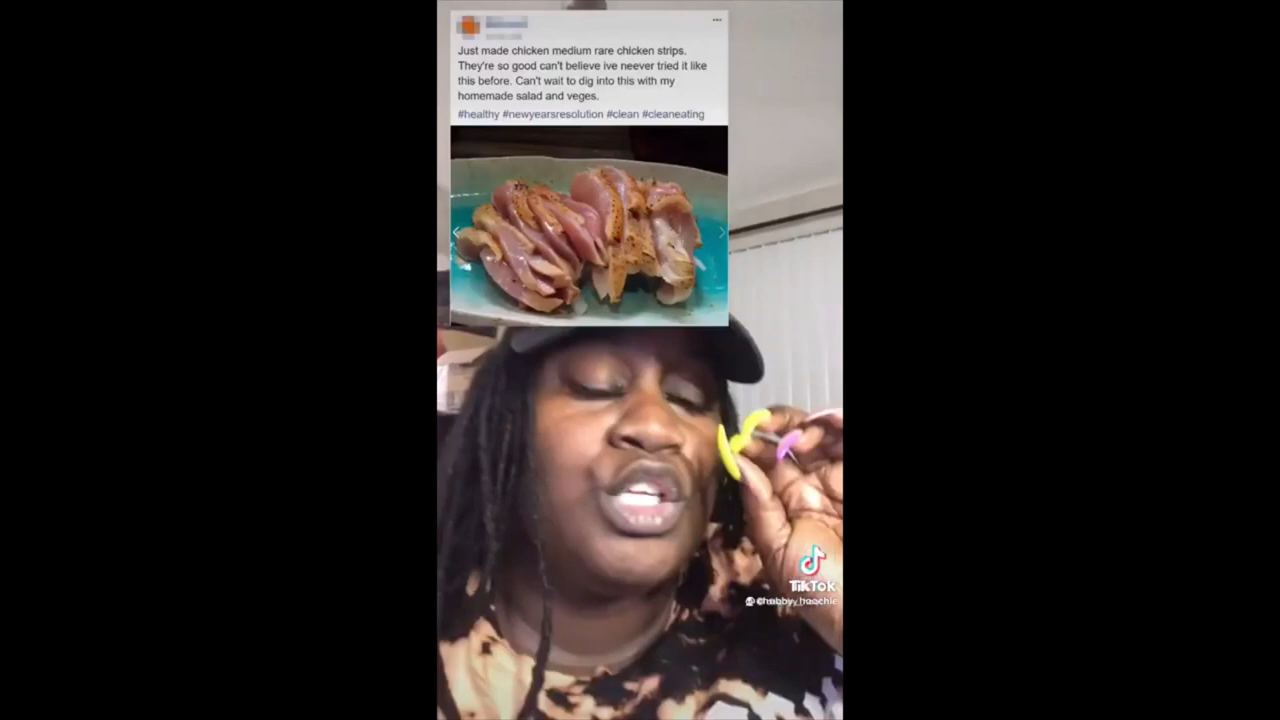 Just made chicken medium rare chicken strips.
They're so good can't believe ive neever tried it like
this before. Can't wait to dig into this with my
homemade salad and veges.
#healthy #newyearsresolution #clean #cleaneating
TikTok